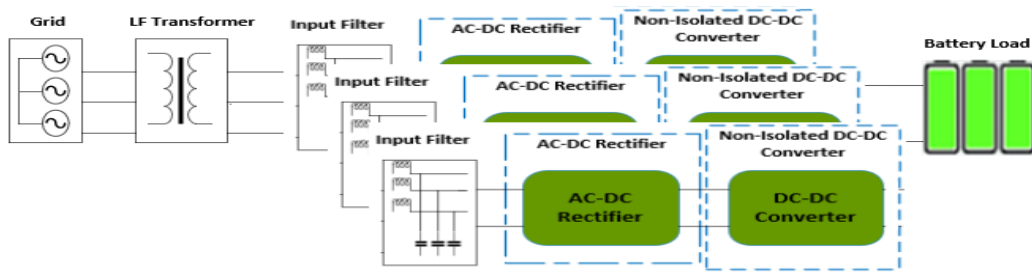 Grid
LF Transformer
Input Filter
AC-DC Rectifier
Non-Isolated DC-DC
Converter
Battery Load
Input Filter
AC-DC Rectifier
Non-Isolated DC-DC
Converter
Input Filter
AC-DC Rectifier
Non-Isolated DC-DC
Converter
AC-DC
Rectifier
DC-DC
Converter